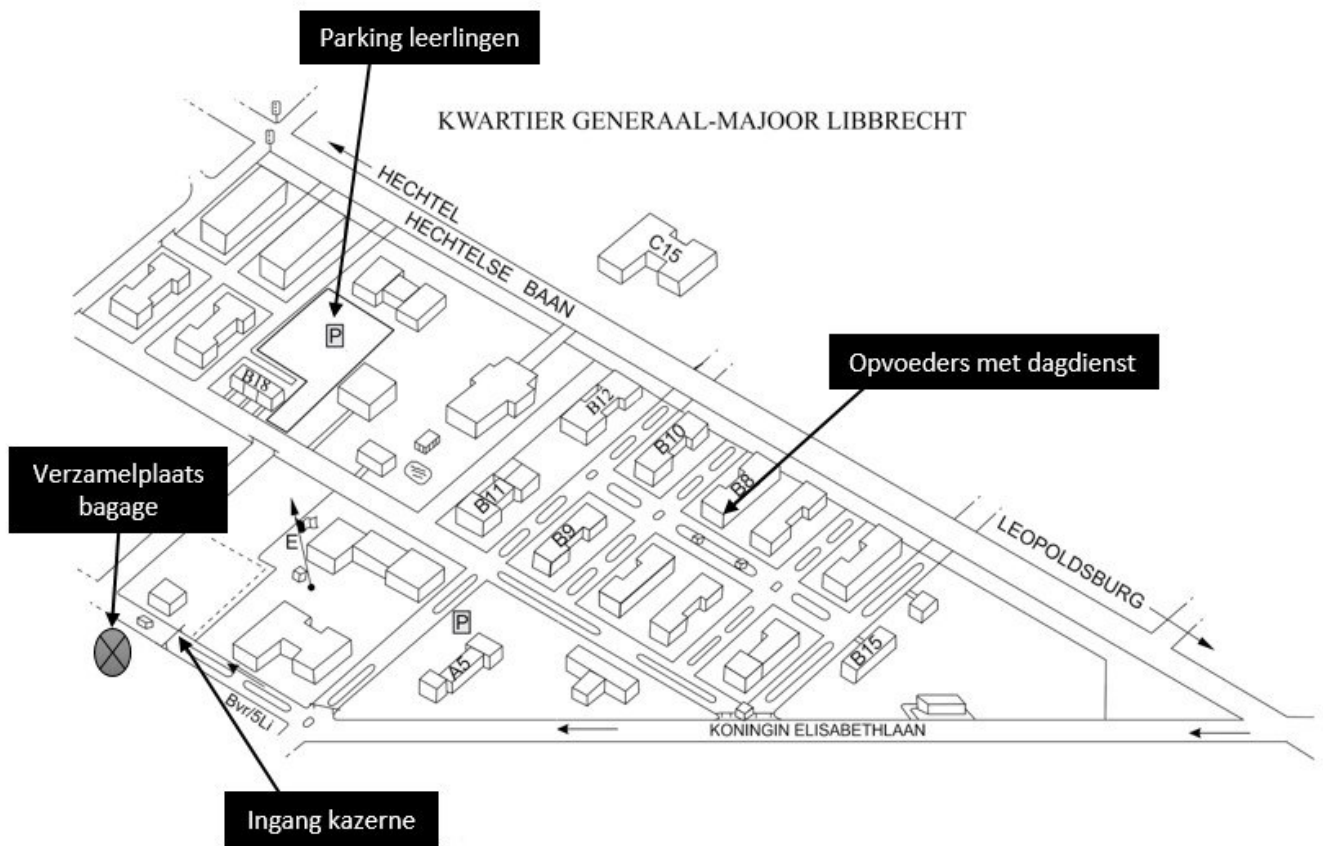 Parking leerlingen
KWARTIER GENERAAL-MAJOOR LIBBRECHT
HECHTEL
HECHTELSE BAAN
C15
P
B18
Opvoeders met dagdienst
B12
B10
B8
Verzamelplaats
bagage
B11
B9
E
LEOPOLDSBURG
P
A5
B15
Bvr/5Li
KONINGIN ELISABETHLAAN
Ingang kazerne